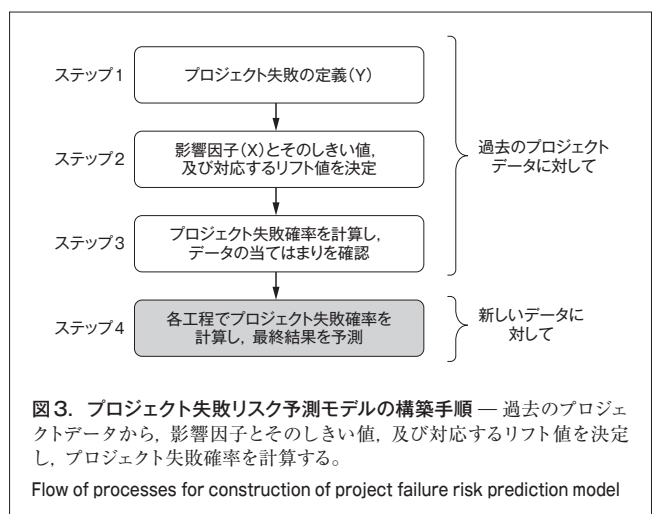 ステップ1
プロジェクト失敗の定義(Y)
ステップ2
影響因子(X)とそのしきい値,
及び対応するリフト値を決定
過去のプロジェクト
データに対して
ステップ3
プロジェクト失敗確率を計算し,
データの当てはまりを確認
ステップ4
各工程でプロジェクト失敗確率を
計算し, 最終結果を予測
新しいデータに
対して
図3. プロジェクト失敗リスク予測モデルの構築手順 — 過去のプロジェ
クトデータから, 影響因子とそのしきい値, 及び対応するリフト値を決定
し, プロジェクト失敗確率を計算する。
Flow of processes for construction of project failure risk prediction model